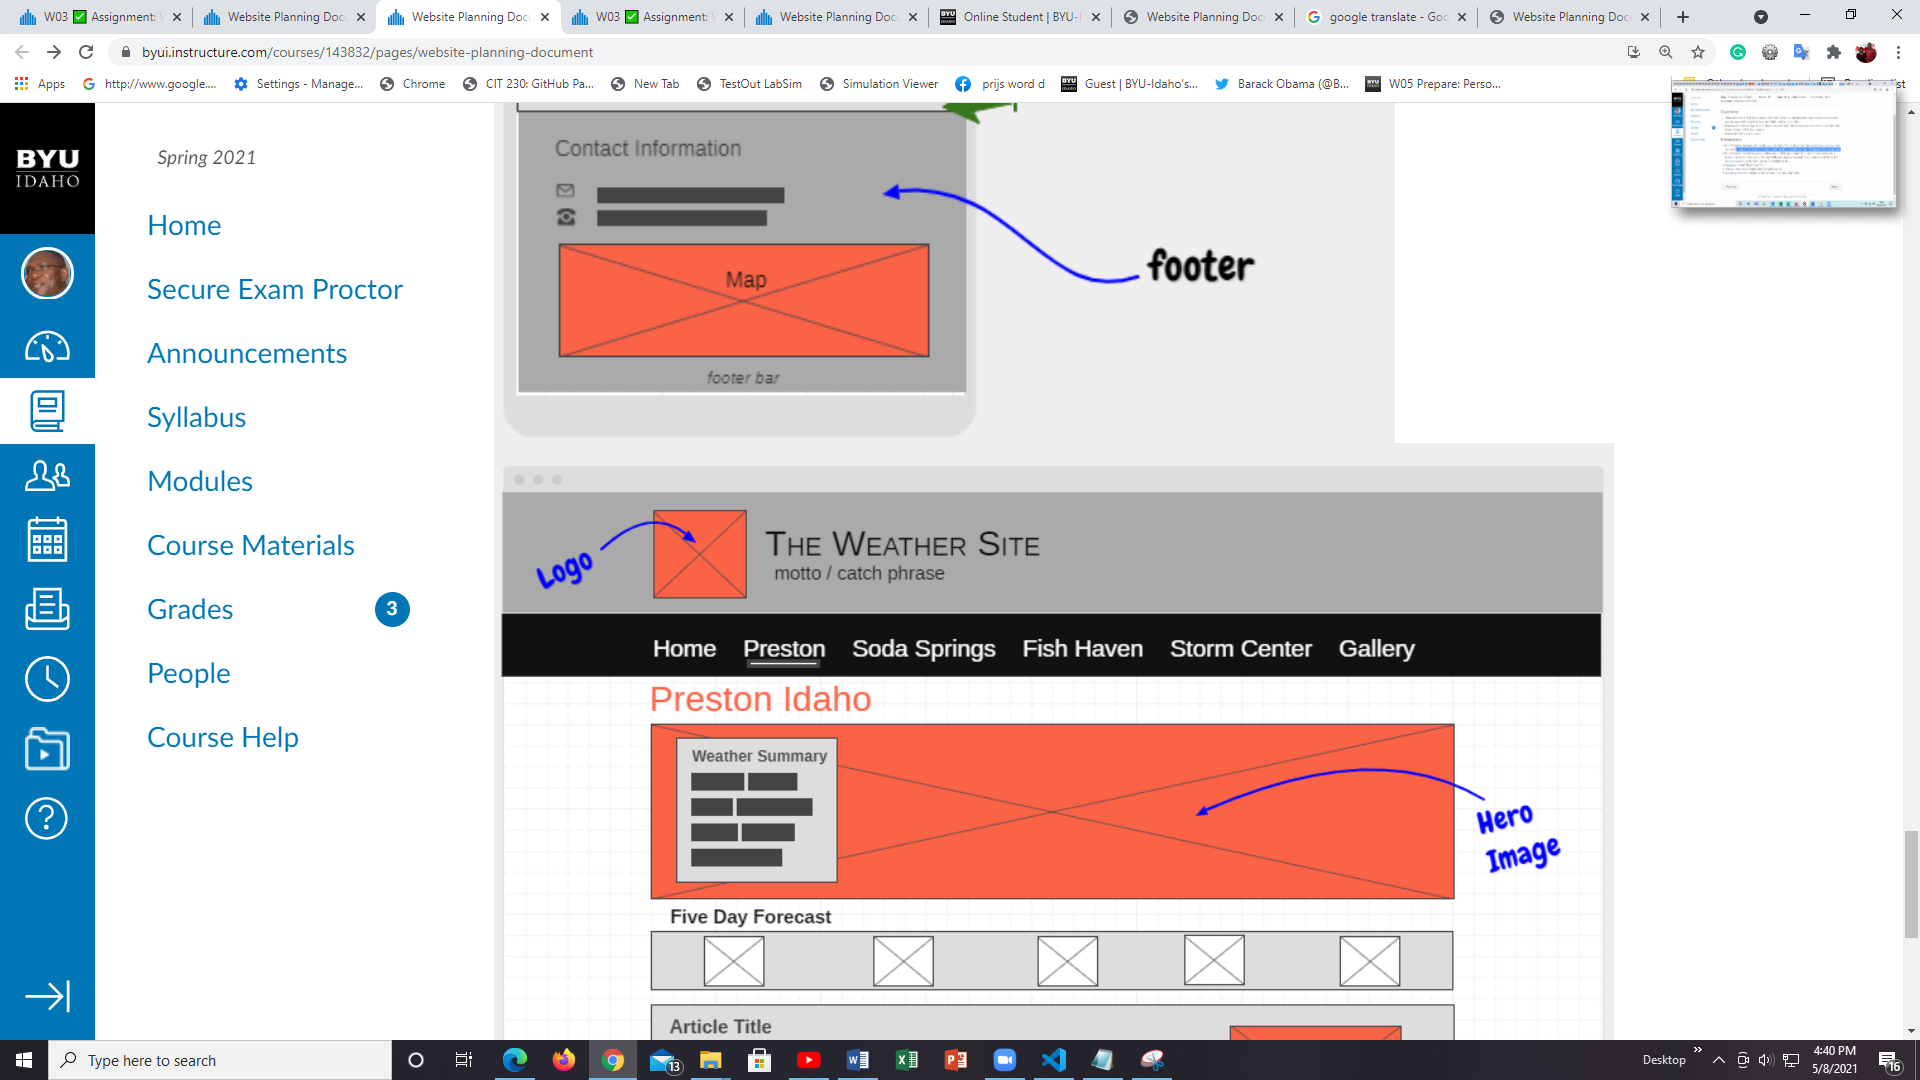 W03 ✅ Assignment: W
Website Planning Docu
Website Planning Docu
W03 ✅ Assignment: W
Website Planning Docu
Online Student | BYU-I
Website Planning Docu
google translate - Goo
Website Planning Docu
byui.instructure.com/courses/143832/pages/website-planning-document
Apps
http://www.google....
Settings - Manage...
Chrome
CIT 230: GitHub Pa...
New Tab
TestOut LabSim
Simulation Viewer
prijs word d
Guest | BYU-Idaho's...
Barack Obama (@B...
W05 Prepare: Perso...
BYU
IDAHO
Spring 2021
Home
Secure Exam Proctor
Announcements
Syllabus
Modules
Course Materials
Grades
3
People
Course Help
Contact Information
Map
footer bar
footer
Logo
THE WEATHER SITE
motto / catch phrase
Home Preston Soda Springs Fish Haven Storm Center Gallery
Preston Idaho
Weather Summary
Hero
Image
Five Day Forecast
Article Title
Type here to search
13
Desktop
4:40 PM
5/8/2021
16